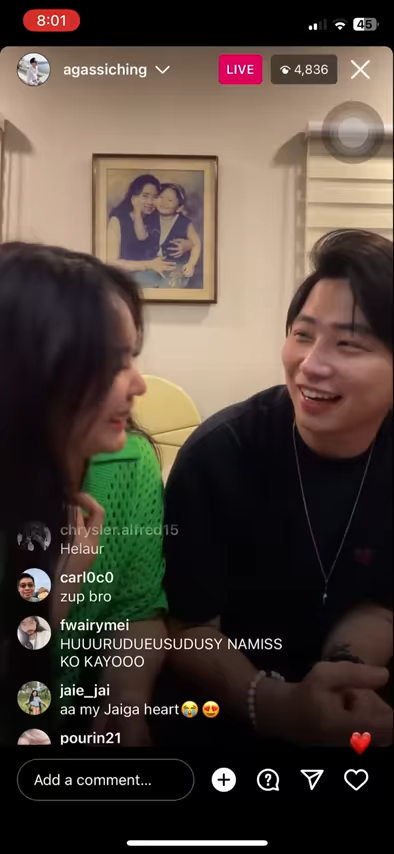 8:01
45
agassiching
LIVE
4,836
chrysler.alfred15
Helaur
carl0c0
zup bro
fwairymei
HUUURUDUEUSUDUSY NAMISS
KO KAYOOO
jaie_jai
aa my Jaiga heart😭😍
pourin21
Add a comment...